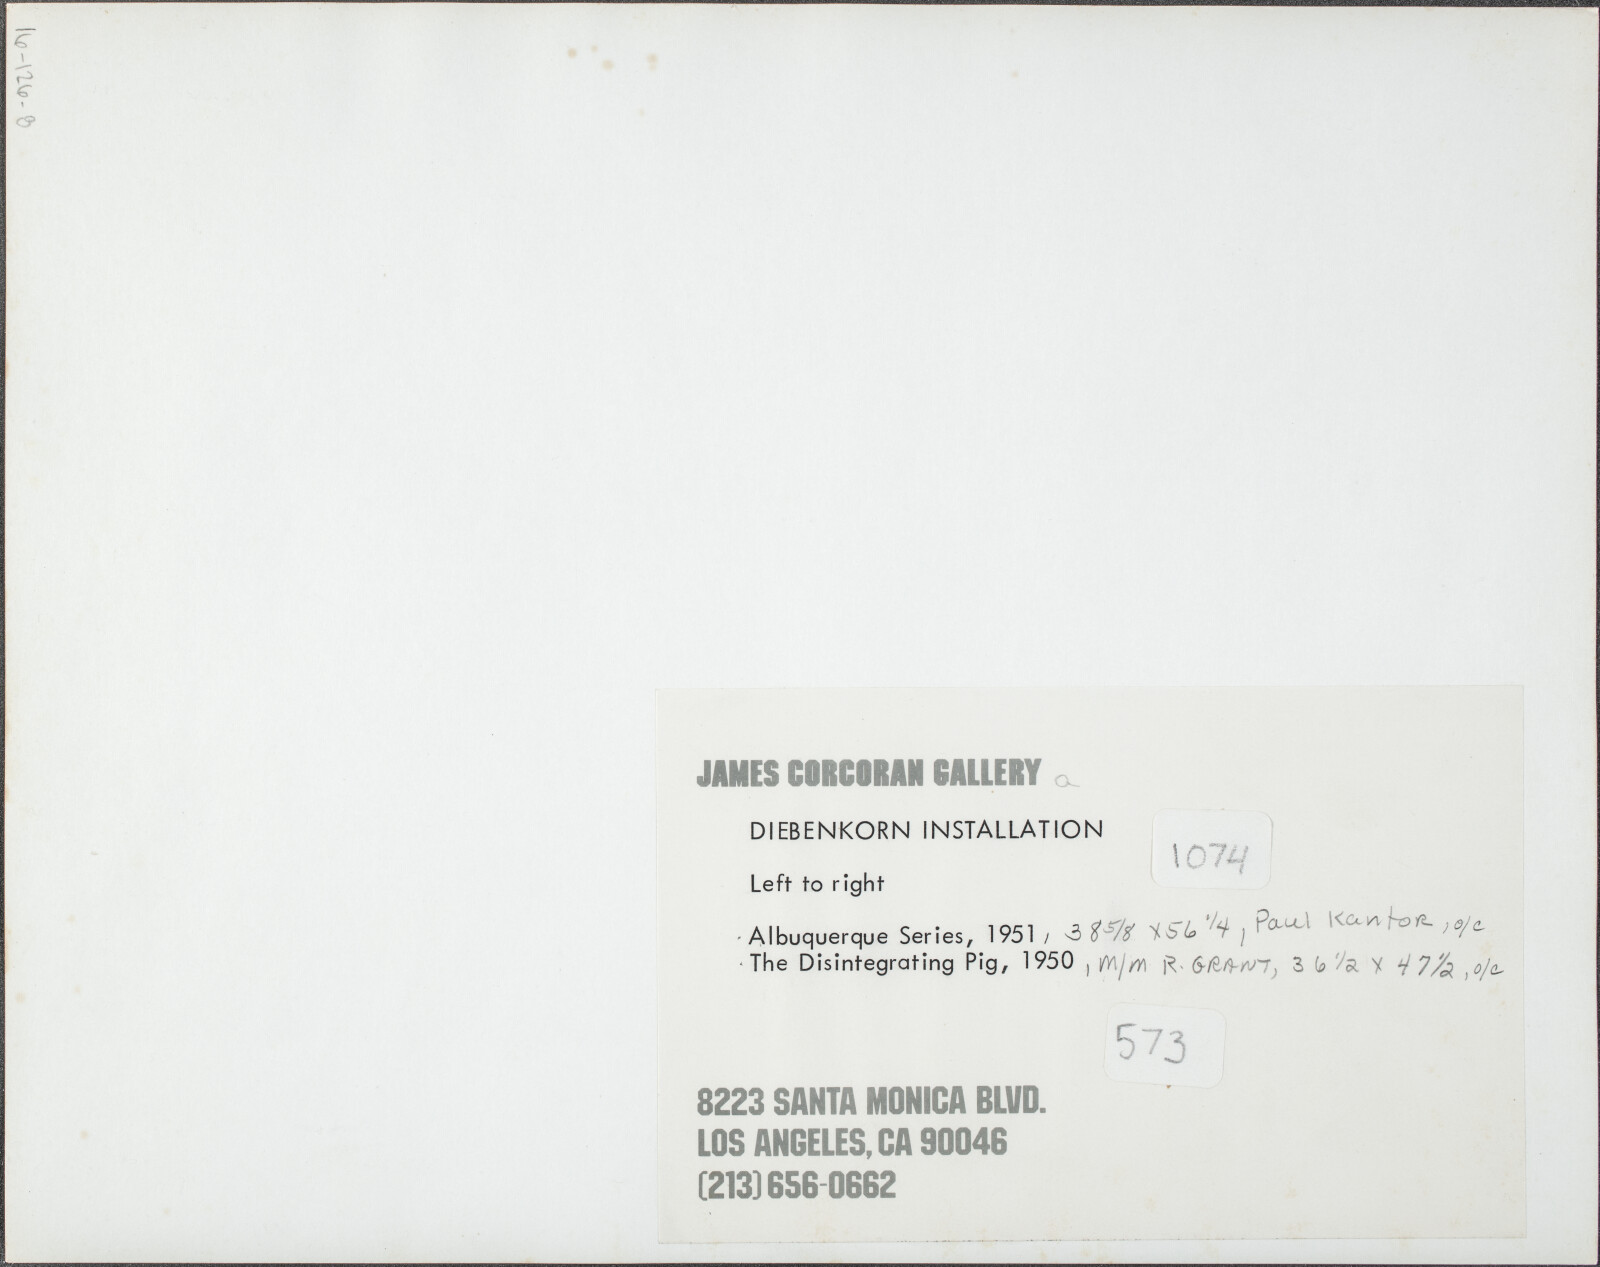 16-126-8
JAMES CORCORAN GALLERY a
DIEBENKORN INSTALLATION
1074
Left to right
· Albuquerque Series, 1951, 38 5/8 x 56 1/4, Paul Kantor, o/c
· The Disintegrating Pig, 1950, M/M R. GRANT, 36 1/2 x 47 1/2, o/c
573
8223 SANTA MONICA BLVD.
LOS ANGELES, CA 90046
(213) 656-0662